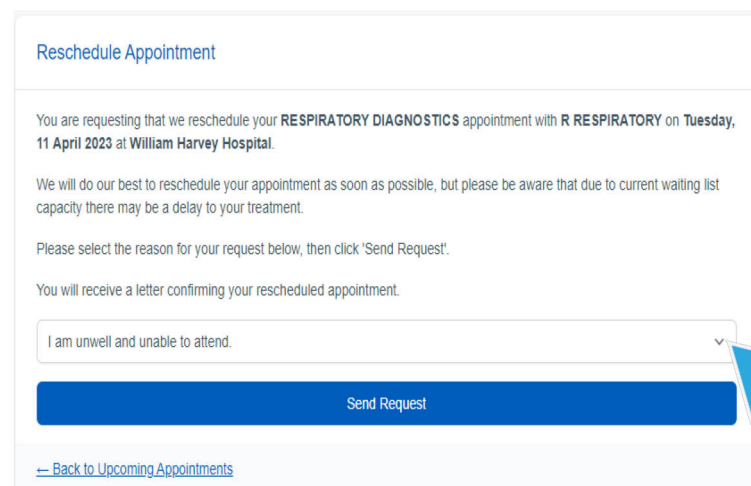 Reschedule Appointment
You are requesting that we reschedule your RESPIRATORY DIAGNOSTICS appointment with R RESPIRATORY on Tuesday,
11 April 2023 at William Harvey Hospital.
We will do our best to reschedule your appointment as soon as possible, but please be aware that due to current waiting list
capacity there may be a delay to your treatment.
Please select the reason for your request below, then click 'Send Request'.
You will receive a letter confirming your rescheduled appointment.
I am unwell and unable to attend.
Send Request
← Back to Upcoming Appointments